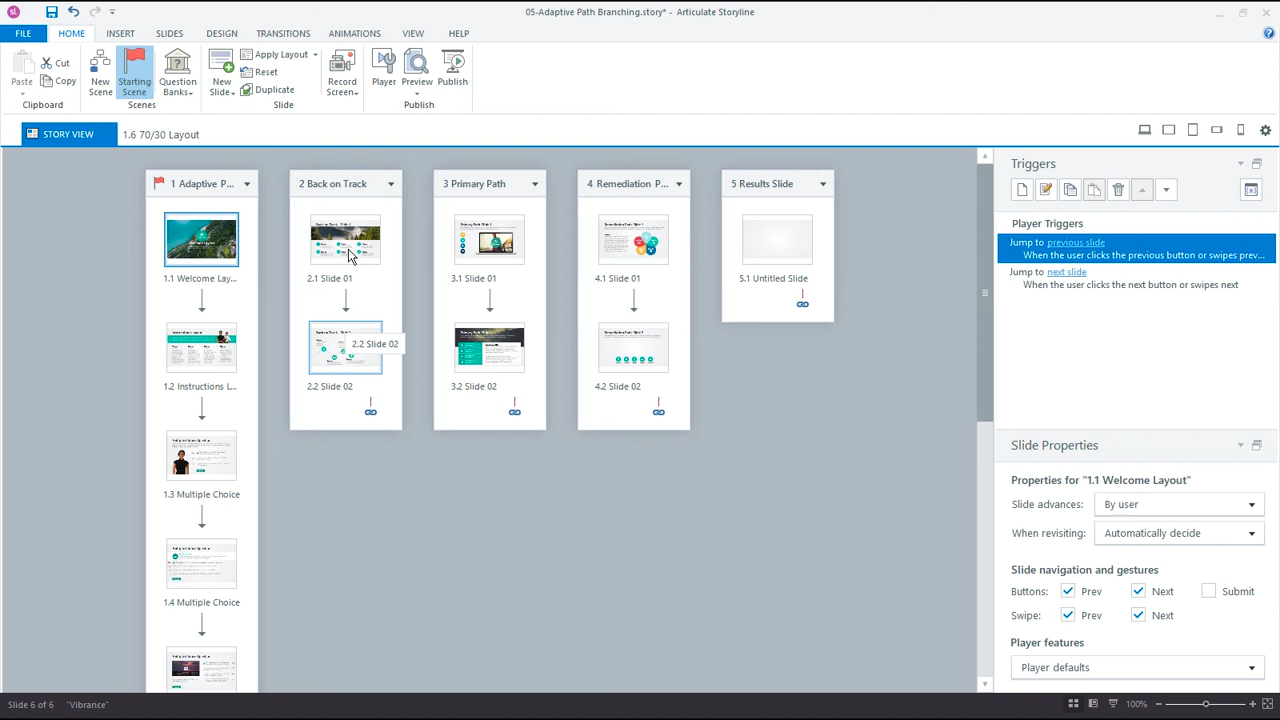 05-Adaptive Path Branching.story* - Articulate Storyline
FILE
HOME
INSERT
SLIDES
DESIGN
TRANSITIONS
ANIMATIONS
VIEW
HELP
Paste
Cut
Copy
Clipboard
New Scene
Starting Scene
Question Banks
Scenes
New Slide
Apply Layout
Reset
Duplicate
Slide
Record Screen
Player
Preview
Publish
Publish
STORY VIEW
1.6 70/30 Layout
1 Adaptive P...
1.1 Welcome Lay...
1.2 Instructions L...
1.3 Multiple Choice
1.4 Multiple Choice
2 Back on Track
2.1 Slide 01
2.2 Slide 02
2.2 Slide 02
3 Primary Path
3.1 Slide 01
3.2 Slide 02
4 Remediation P...
4.1 Slide 01
4.2 Slide 02
5 Results Slide
5.1 Untitled Slide
Triggers
Player Triggers
Jump to previous slide
When the user clicks the previous button or swipes prev...
Jump to next slide
When the user clicks the next button or swipes next
Slide Properties
Properties for "1.1 Welcome Layout"
Slide advances: By user
When revisiting: Automatically decide
Slide navigation and gestures
Buttons: Prev Next Submit
Swipe: Prev Next
Player features
Player defaults
Slide 6 of 6
"Vibrance"
100%